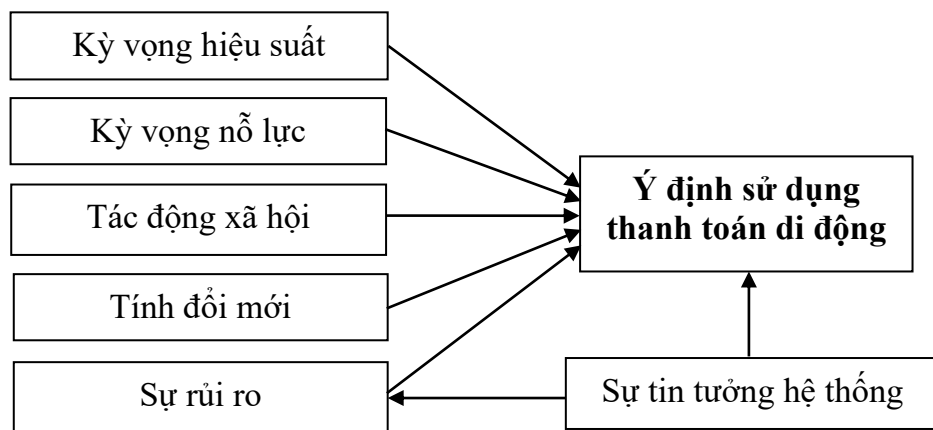 Kỳ vọng hiệu suất
Kỳ vọng nỗ lực
Tác động xã hội
Tính đổi mới
Sự rủi ro
Ý định sử dụng
thanh toán di động
Sự tin tưởng hệ thống